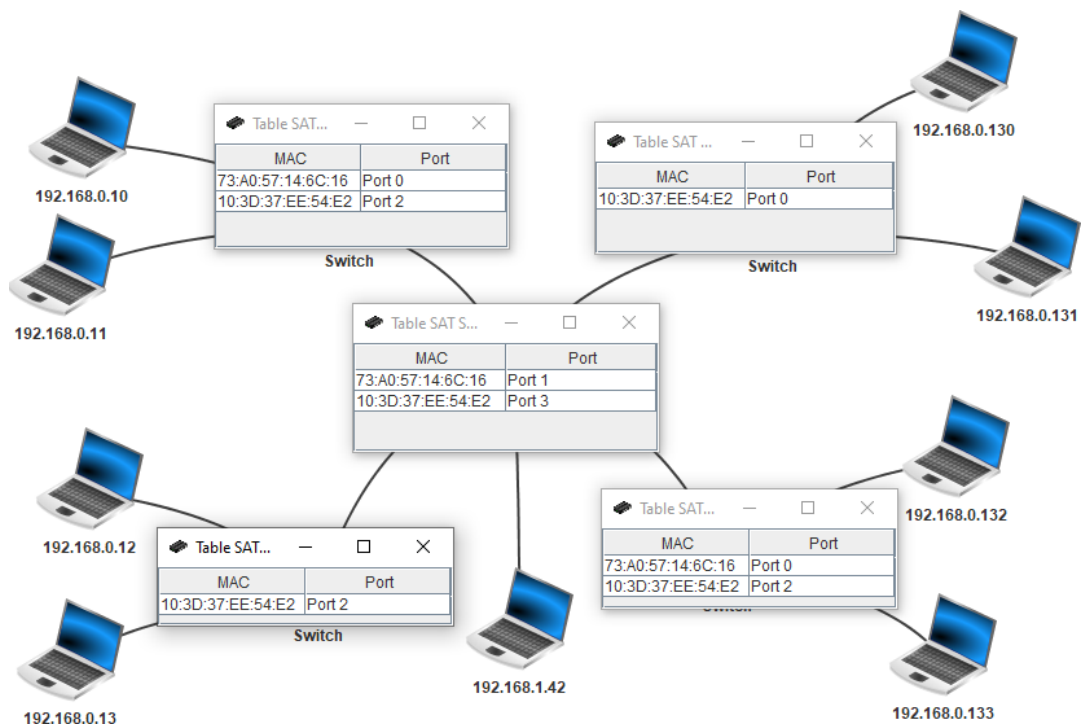 192.168.0.10
192.168.0.11
Table SAT...
MAC Port
73:A0:57:14:6C:16 Port 0
10:3D:37:EE:54:E2 Port 2
Switch
Table SAT ...
MAC Port
10:3D:37:EE:54:E2 Port 0
Switch
192.168.0.130
192.168.0.131
Table SAT S...
MAC Port
73:A0:57:14:6C:16 Port 1
10:3D:37:EE:54:E2 Port 3
192.168.0.12
192.168.0.13
Table SAT...
MAC Port
10:3D:37:EE:54:E2 Port 2
Switch
192.168.1.42
Table SAT...
MAC Port
73:A0:57:14:6C:16 Port 0
10:3D:37:EE:54:E2 Port 2
192.168.0.132
192.168.0.133